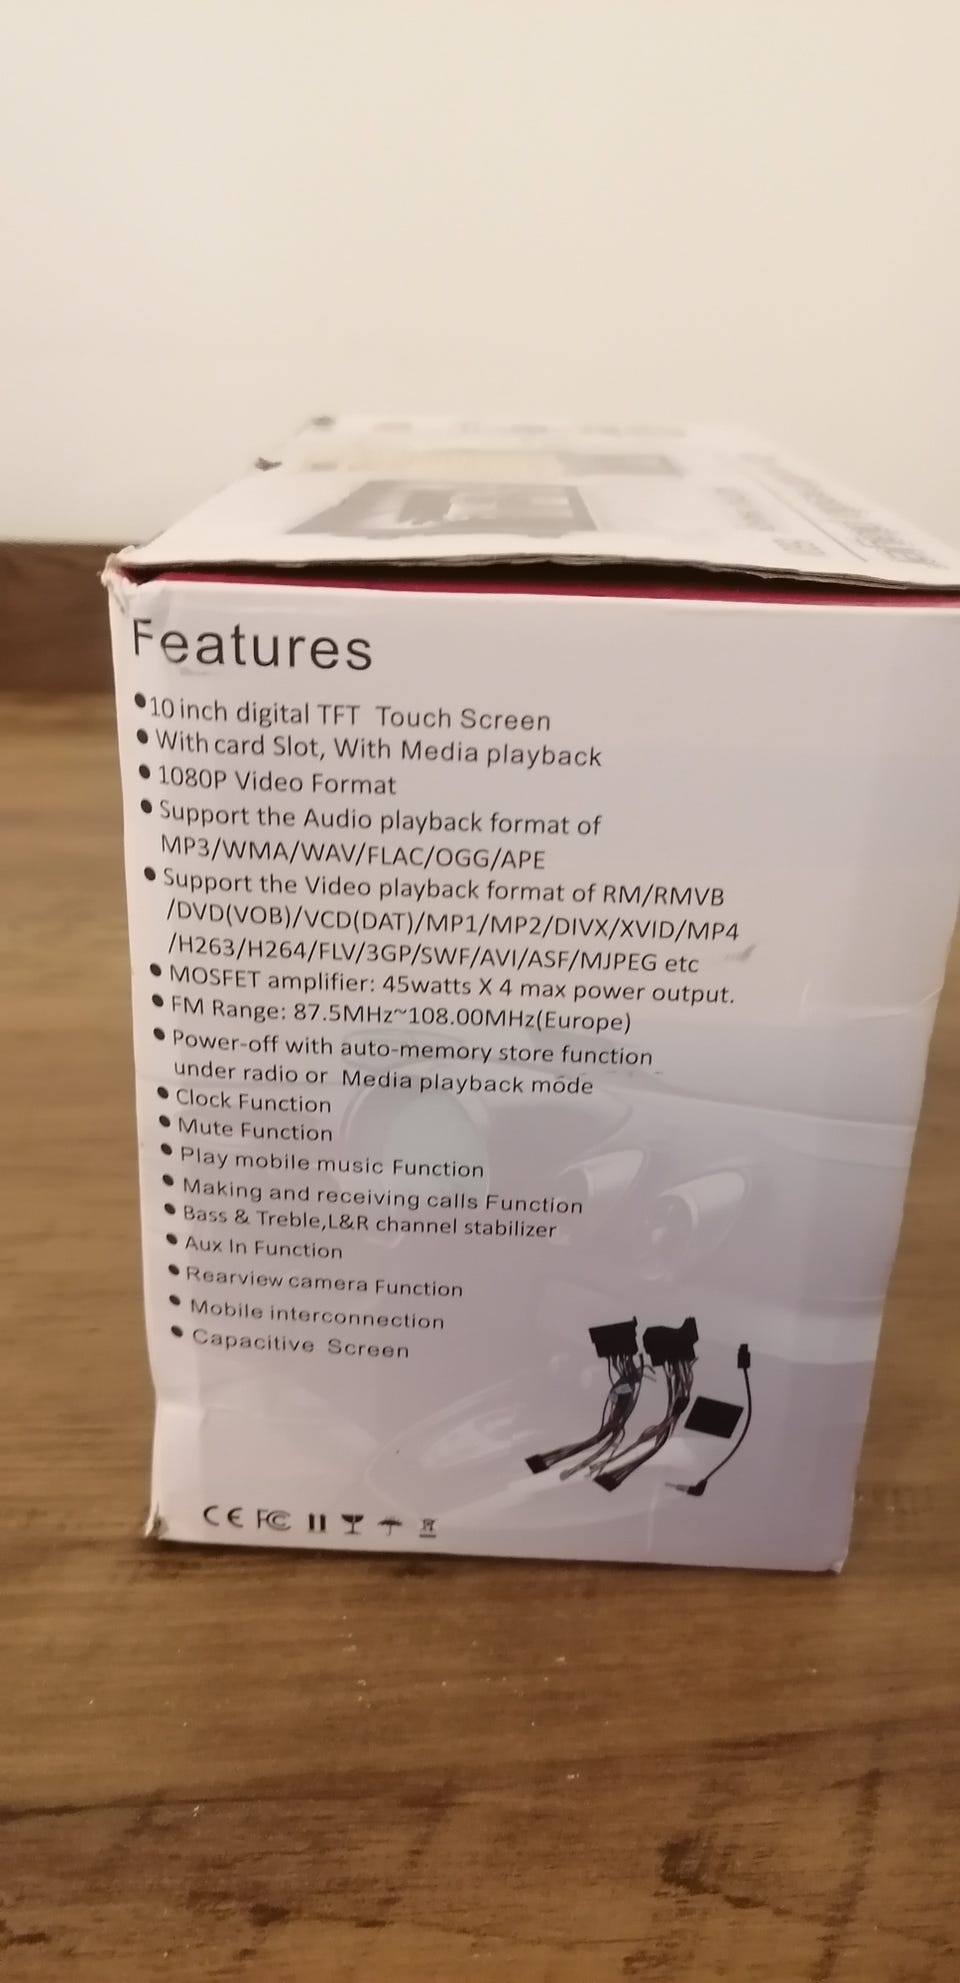 Features
•10 inch digital TFT Touch Screen
• With card Slot, With Media playback
• 1080P Video Format
• Support the Audio playback format of
MP3/WMA/WAV/FLAC/OGG/APE
• Support the Video playback format of RM/RMVB
/DVD(VOB)/VCD(DAT)/MP1/MP2/DIVX/XVID/MP4
/H263/H264/FLV/3GP/SWF/AVI/ASF/MJPEG etc
• MOSFET amplifier: 45watts X 4 max power output.
• FM Range: 87.5MHz~108.00MHz(Europe)
• Power-off with auto-memory store function
under radio or Media playback mode
• Clock Function
• Mute Function
• Play mobile music Function
• Making and receiving calls Function
• Bass & Treble,L&R channel stabilizer
• Aux In Function
• Rearview camera Function
• Mobile interconnection
• Capacitive Screen
CE FC